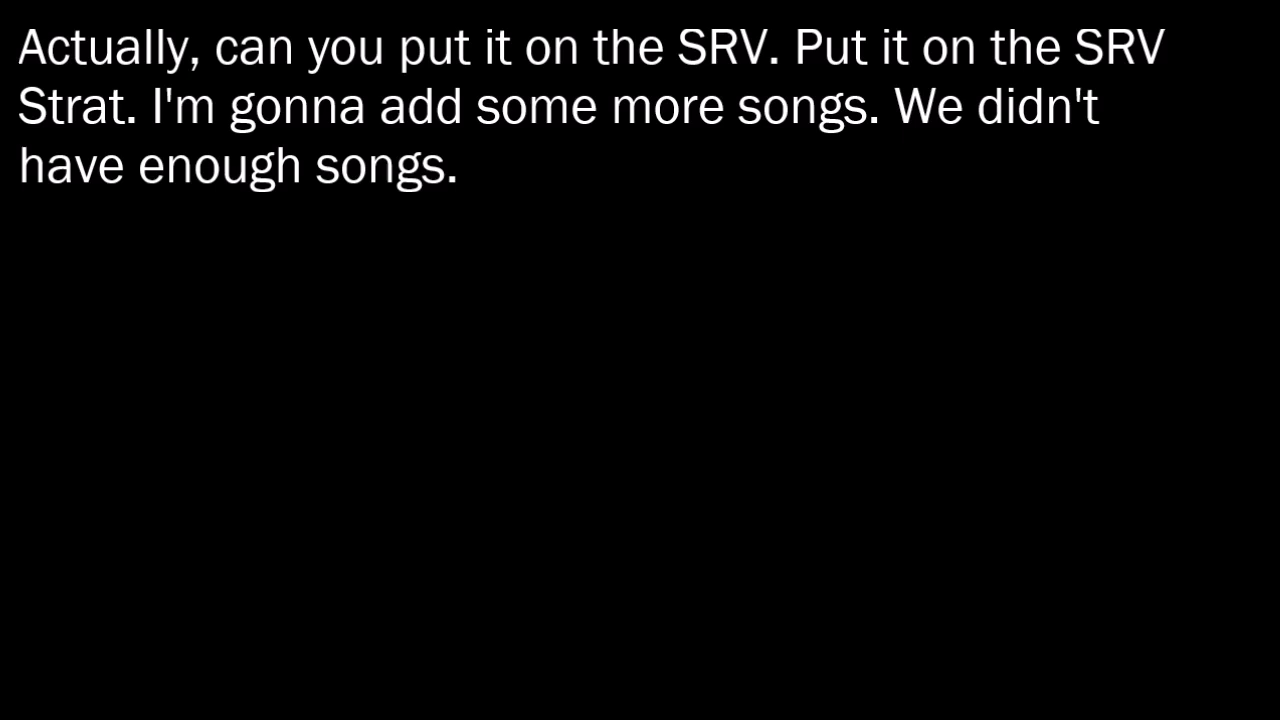 Actually, can you put it on the SRV. Put it on the SRV
Strat. I'm gonna add some more songs. We didn't
have enough songs.